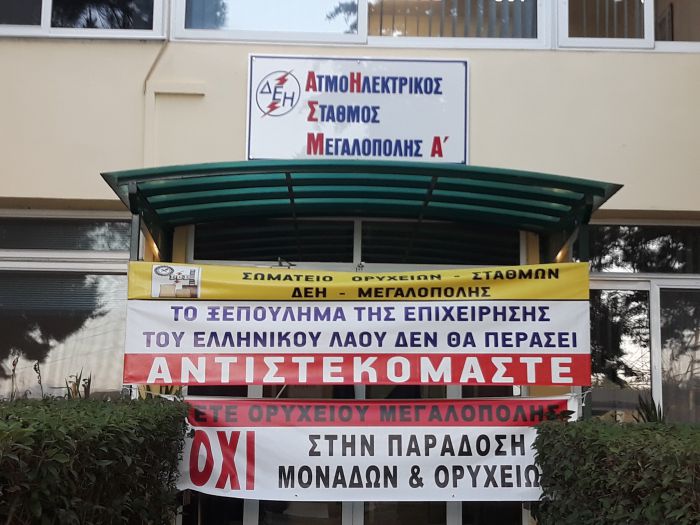 ΔΕΗ
ΑΤΜΟΗΛΕΚΤΡΙΚΟΣ
ΣΤΑΘΜΟΣ
ΜΕΓΑΛΟΠΟΛΗΣ Α΄
ΣΩΜΑΤΕΙΟ ΟΡΥΧΕΙΩΝ - ΣΤΑΘΜΩΝ
ΔΕΗ - ΜΕΓΑΛΟΠΟΛΗΣ
ΤΟ ΞΕΠΟΥΛΗΜΑ ΤΗΣ ΕΠΙΧΕΙΡΗΣΗΣ
ΤΟΥ ΕΛΛΗΝΙΚΟΥ ΛΑΟΥ ΔΕΝ ΘΑ ΠΕΡΑΣΕΙ
ΑΝΤΙΣΤΕΚΟΜΑΣΤΕ
ΕΤΕ ΟΡΥΧΕΙΟΥ ΜΕΓΑΛΟΠΟΛΗΣ
ΟΧΙ ΣΤΗΝ ΠΑΡΑΔΟΣΗ
ΜΟΝΑΔΩΝ & ΟΡΥΧΕΙΩ